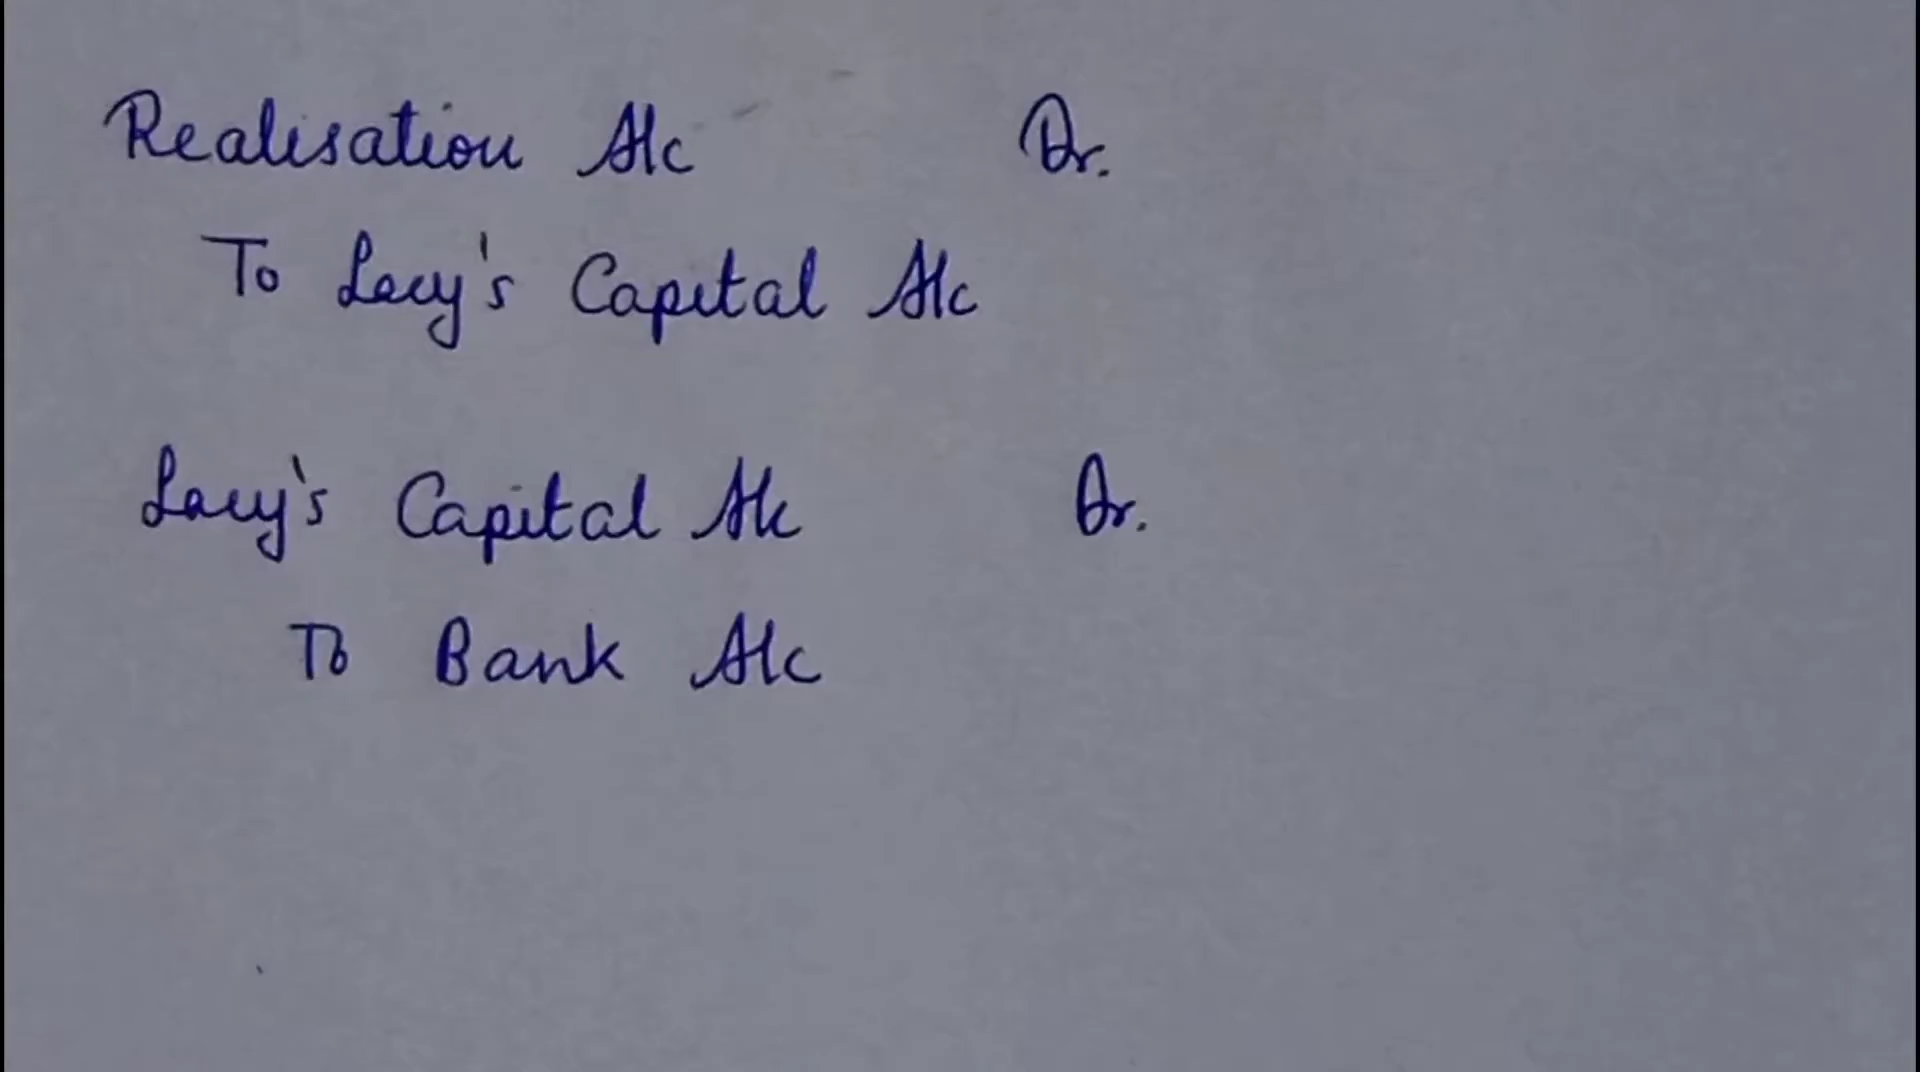 Realisation A/c Dr.
To Lacy's Capital A/c
Lacy's Capital A/c Dr.
To Bank A/c